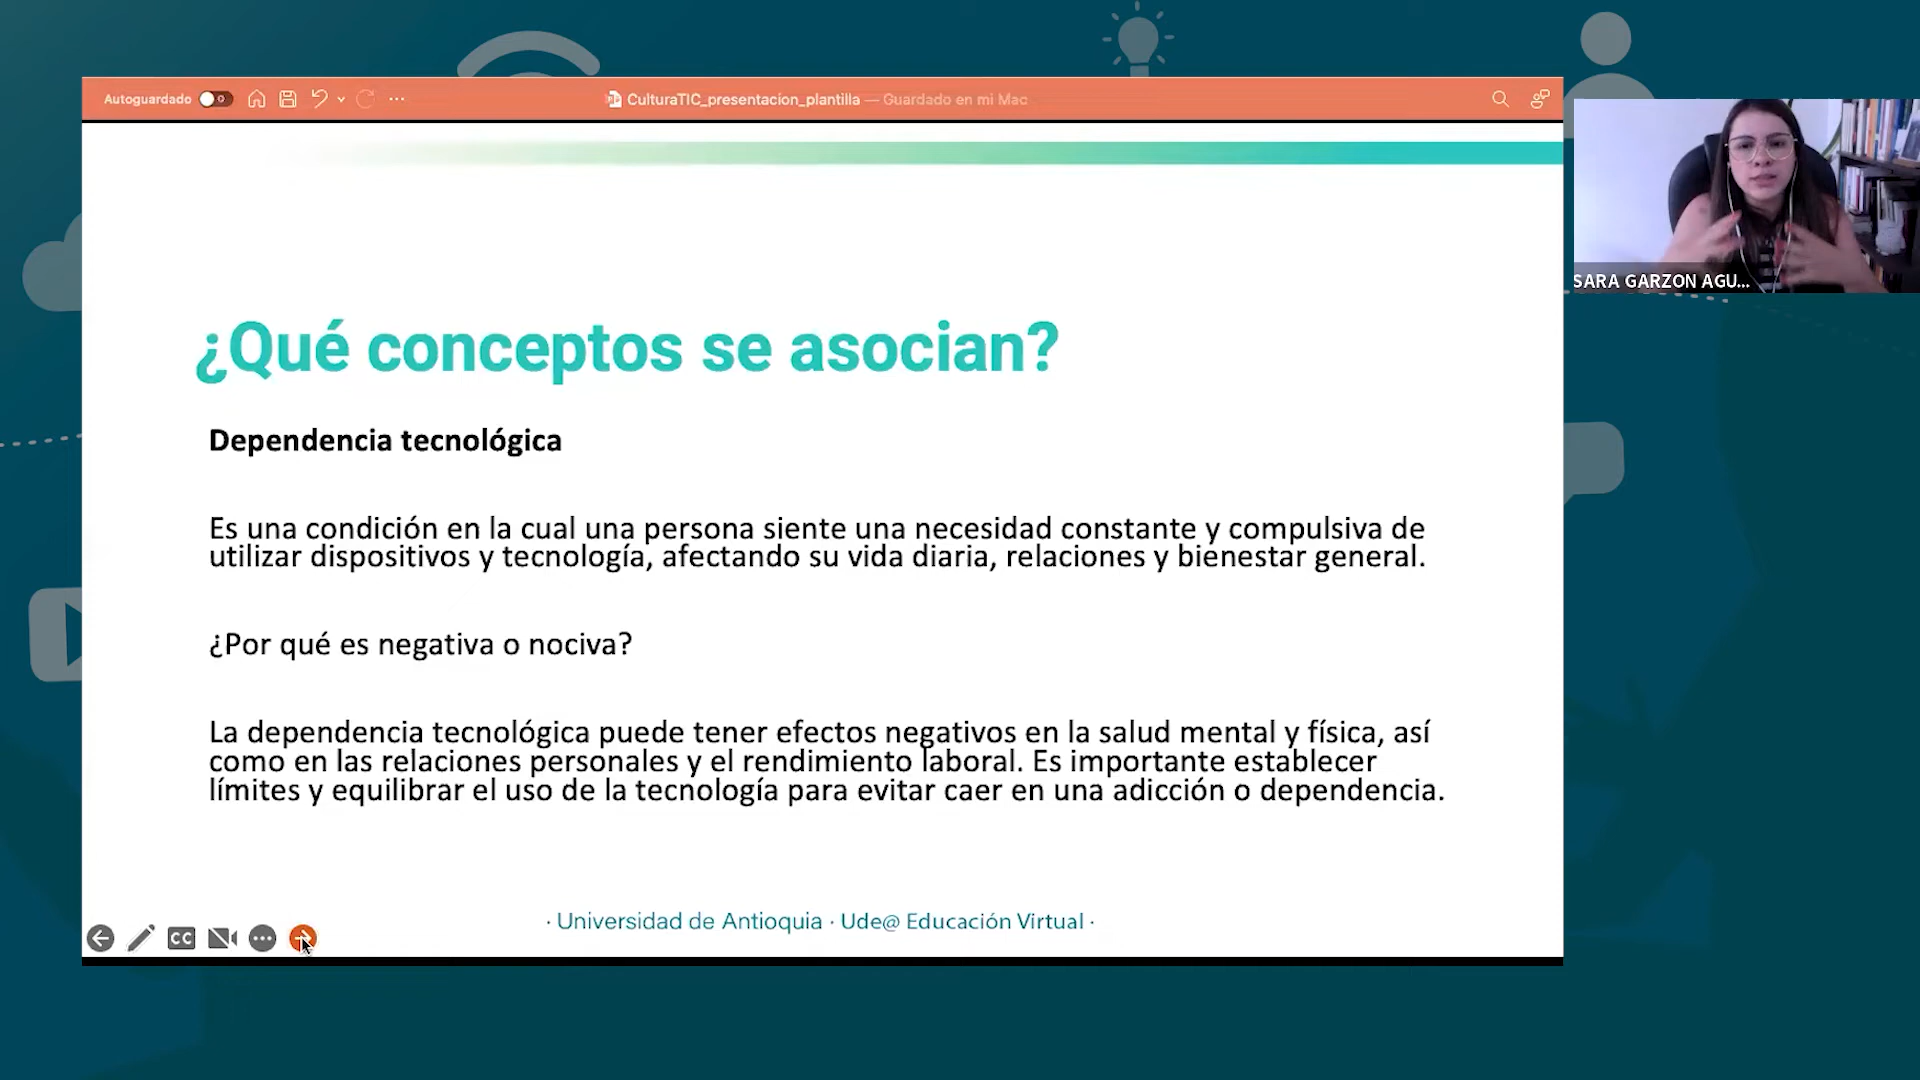 Autoguardado
CulturaTIC_presentacion_plantilla — Guardado en mi Mac
SARA GARZON AGU...
¿Qué conceptos se asocian?
Dependencia tecnológica
Es una condición en la cual una persona siente una necesidad constante y compulsiva de
utilizar dispositivos y tecnología, afectando su vida diaria, relaciones y bienestar general.
¿Por qué es negativa o nociva?
La dependencia tecnológica puede tener efectos negativos en la salud mental y física, así
como en las relaciones personales y el rendimiento laboral. Es importante establecer
límites y equilibrar el uso de la tecnología para evitar caer en una adicción o dependencia.
CC
· Universidad de Antioquia · Ude@ Educación Virtual ·